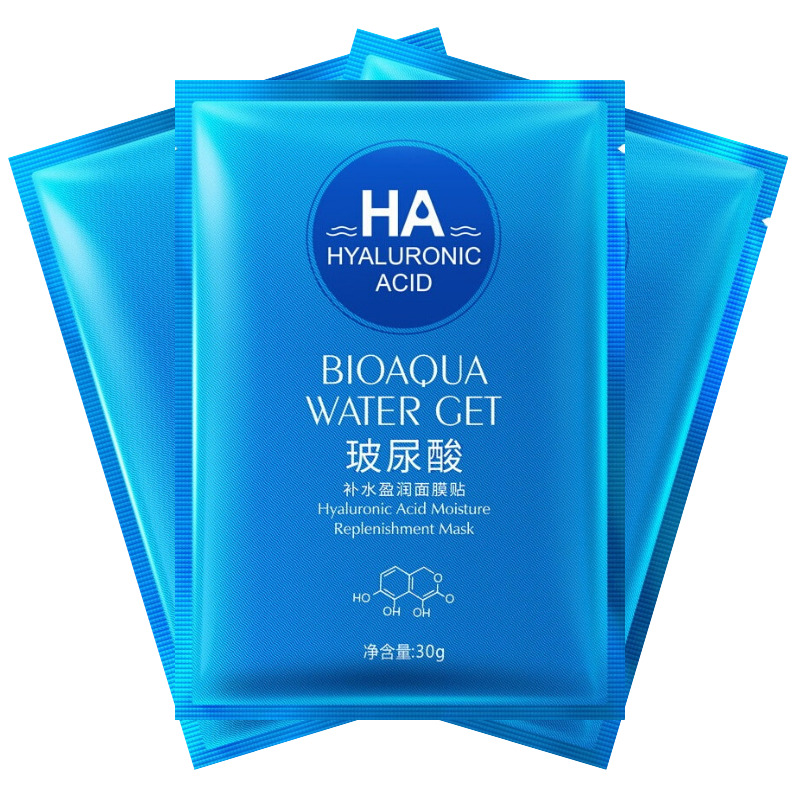 HA
HYALURONIC
ACID
BIOAQUA
WATER GET
玻尿酸
补水盈润面膜贴
Hyaluronic Acid Moisture
Replenishment Mask
HO
OH
OH
O
O
净含量:30g